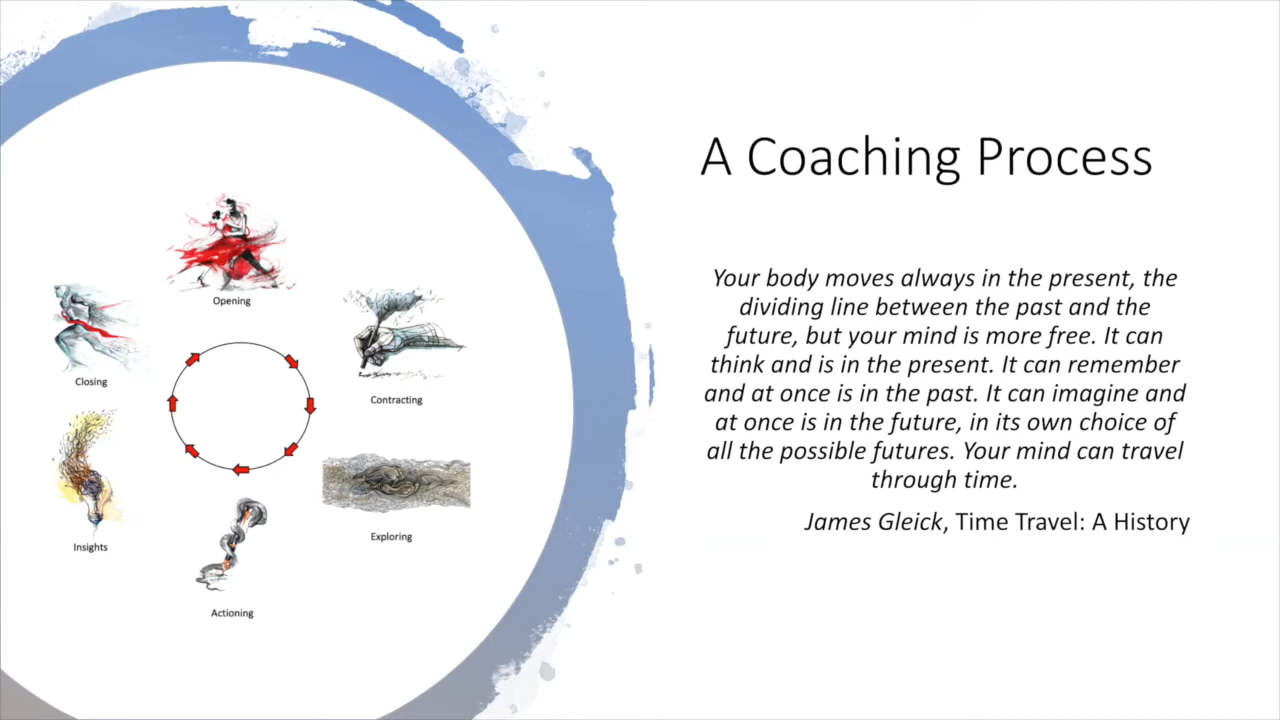 A Coaching Process
Opening
Contracting
Exploring
Actioning
Insights
Closing
Your body moves always in the present, the
dividing line between the past and the
future, but your mind is more free. It can
think and is in the present. It can remember
and at once is in the past. It can imagine and
at once is in the future, in its own choice of
all the possible futures. Your mind can travel
through time.
James Gleick, Time Travel: A History